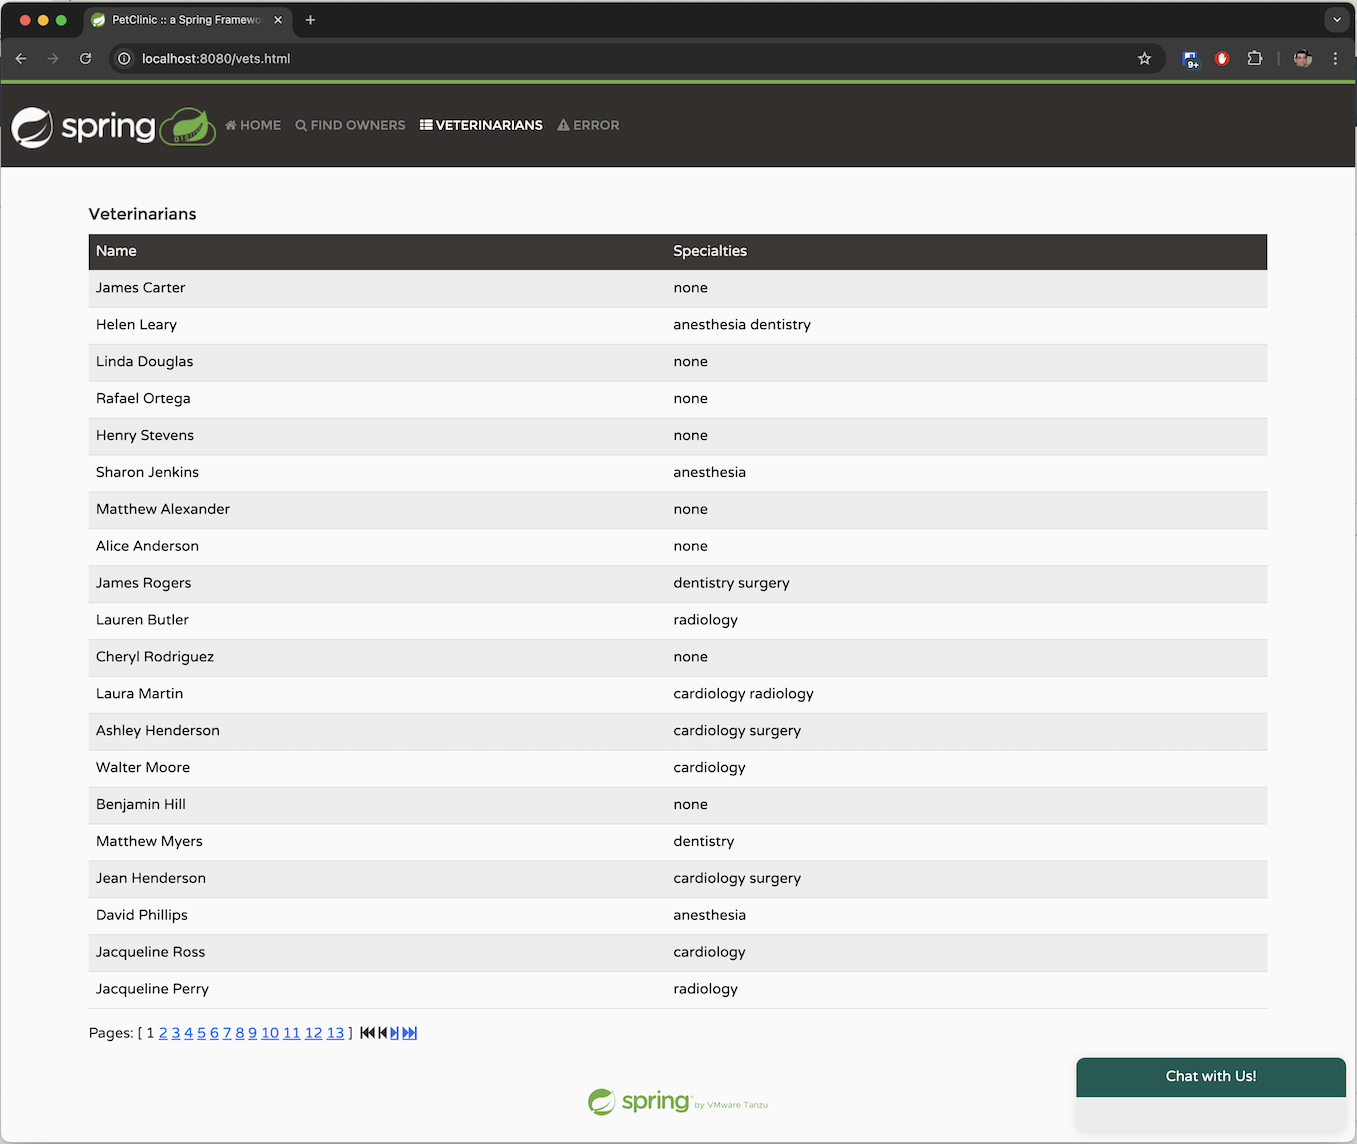 PetClinic :: a Spring Framewo
localhost:8080/vets.html
9+
spring
HOME FIND OWNERS VETERINARIANS ERROR
Veterinarians
Name Specialties
James Carter none
Helen Leary anesthesia dentistry
Linda Douglas none
Rafael Ortega none
Henry Stevens none
Sharon Jenkins anesthesia
Matthew Alexander none
Alice Anderson none
James Rogers dentistry surgery
Lauren Butler radiology
Cheryl Rodriguez none
Laura Martin cardiology radiology
Ashley Henderson cardiology surgery
Walter Moore cardiology
Benjamin Hill none
Matthew Myers dentistry
Jean Henderson cardiology surgery
David Phillips anesthesia
Jacqueline Ross cardiology
Jacqueline Perry radiology
Pages: [ 1 2 3 4 5 6 7 8 9 10 11 12 13 ]
Chat with Us!
spring by VMware Tanzu